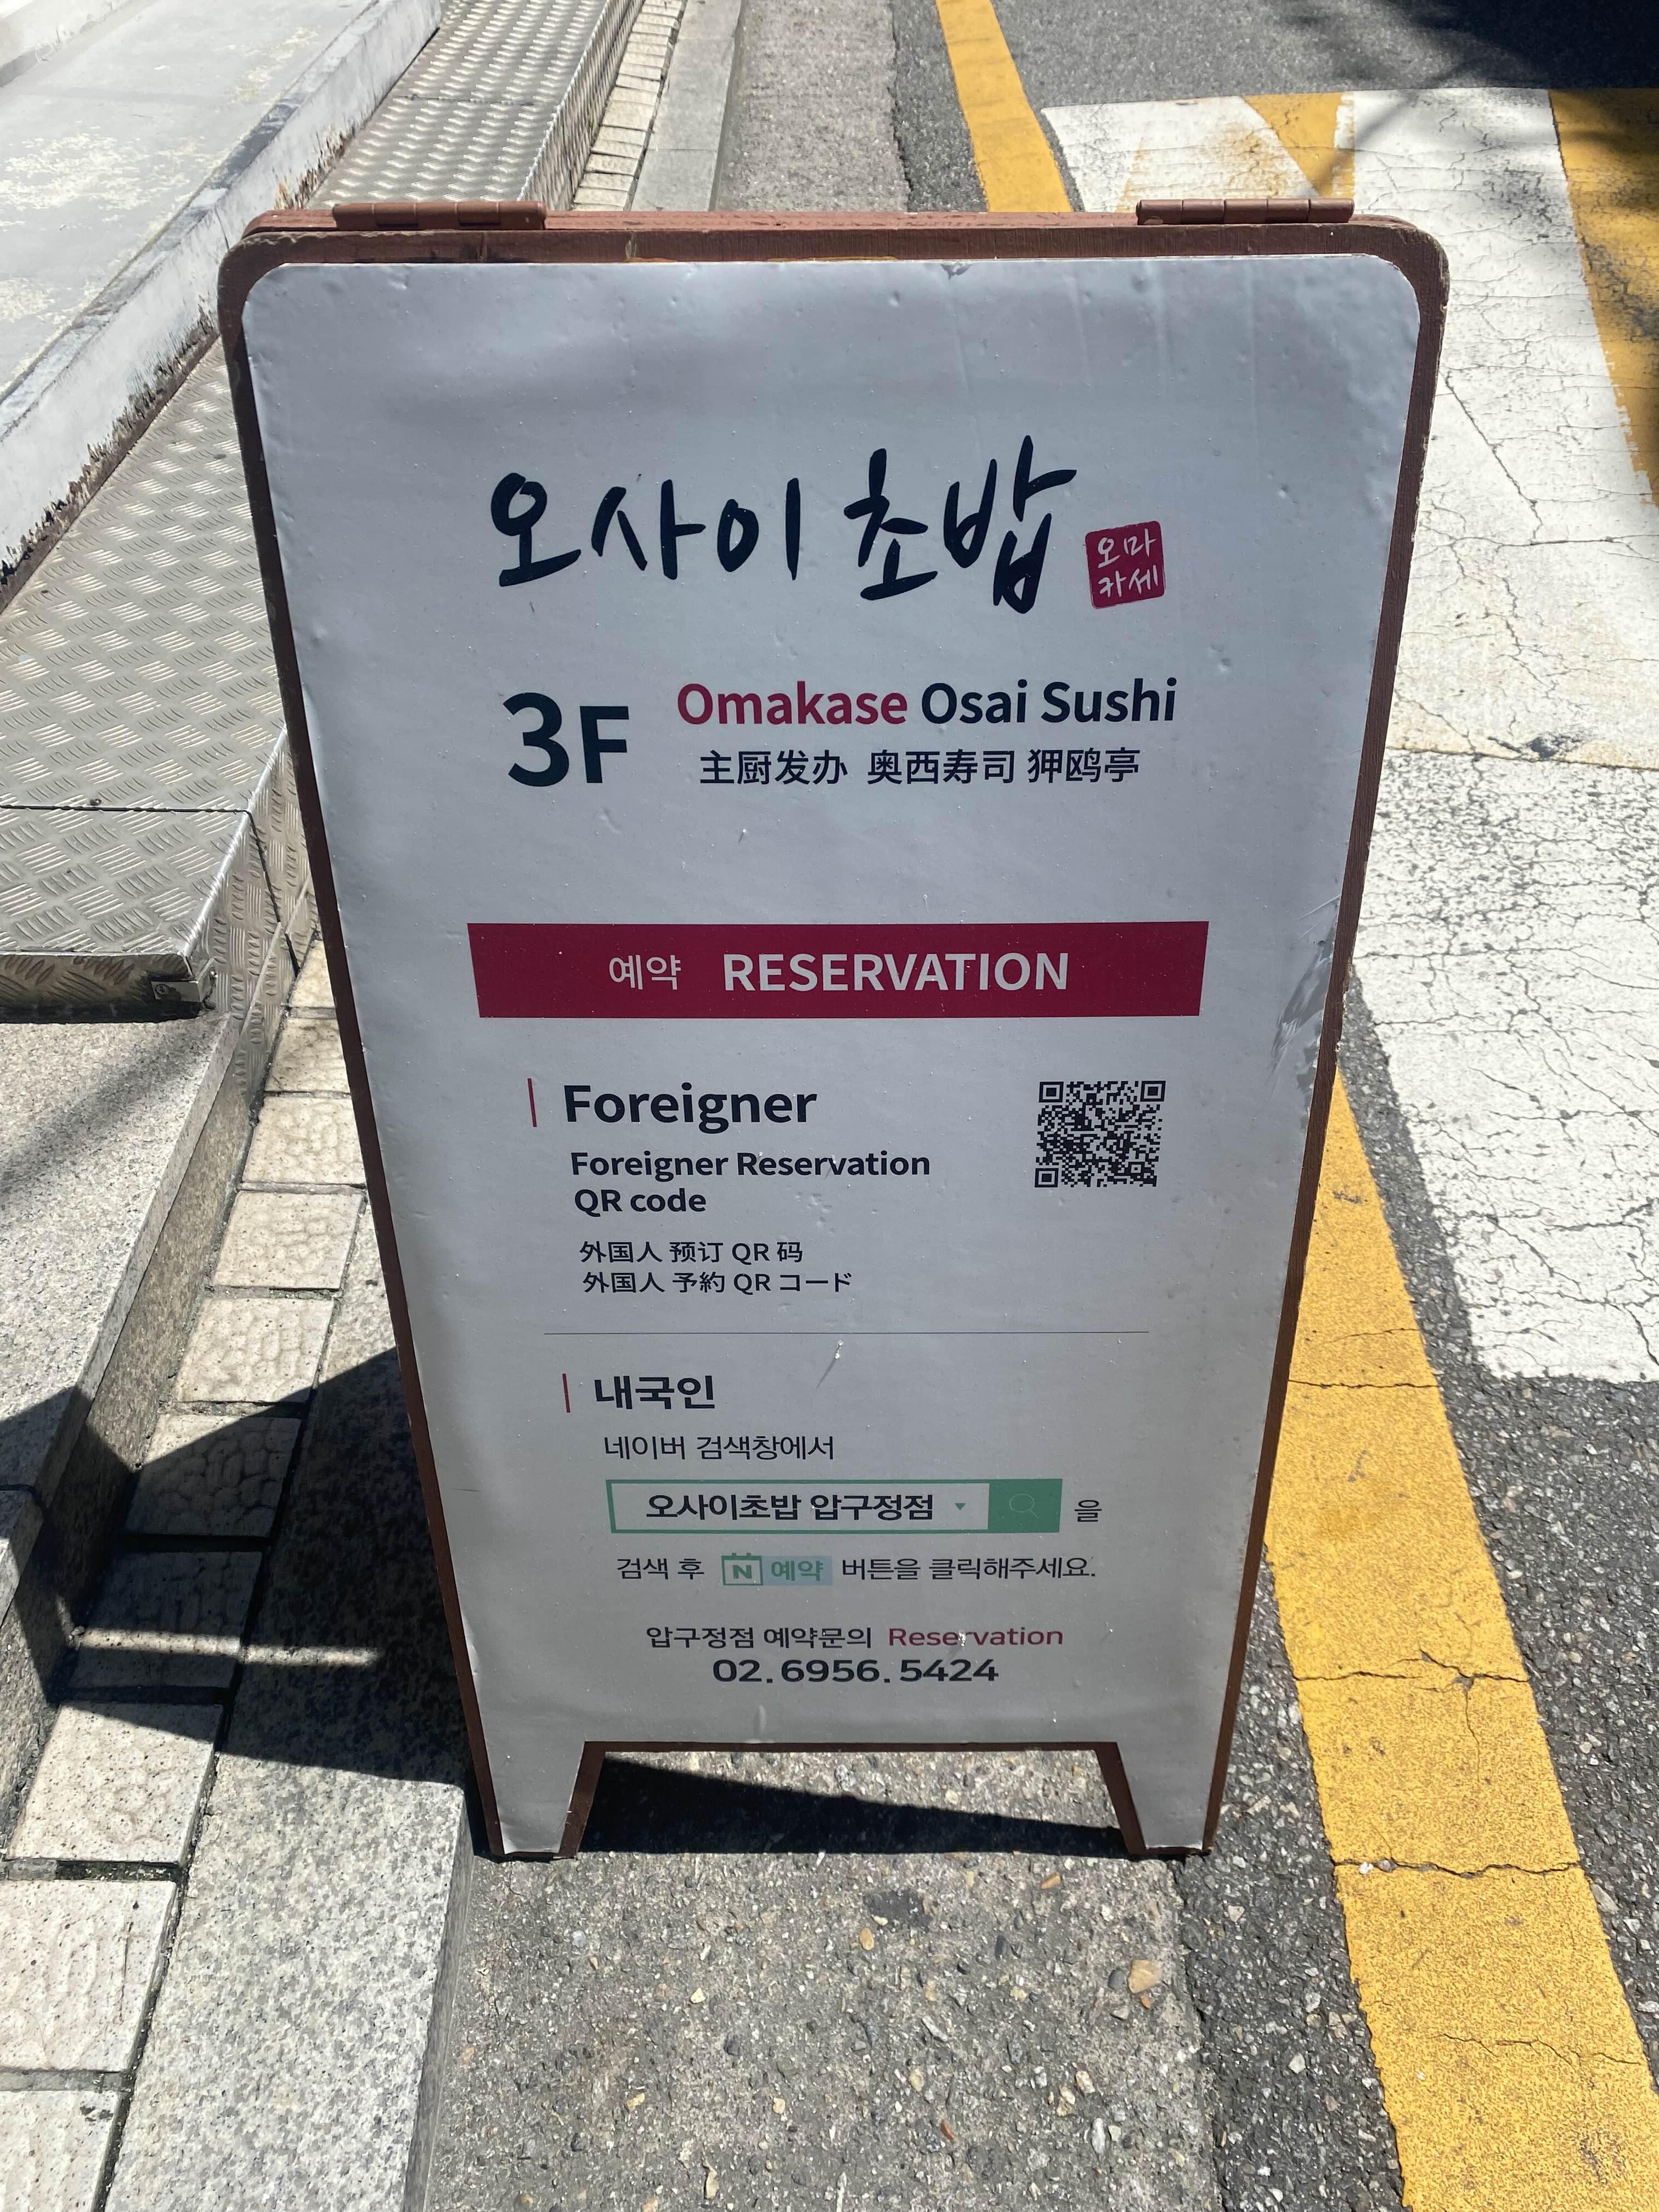 오사이 초밥
오마
카세
3F
Omakase Osai Sushi
主厨发办 奥西寿司 狎鸥亭
예약 RESERVATION
Foreigner
Foreigner Reservation
QR code
外国人 预订 QR 码
外国人 予約 QR コード
내국인
네이버 검색창에서
오사이초밥 압구정점 을
검색 후 N 예약 버튼을 클릭해주세요.
압구정점 예약문의 Reservation
02.6956.5424